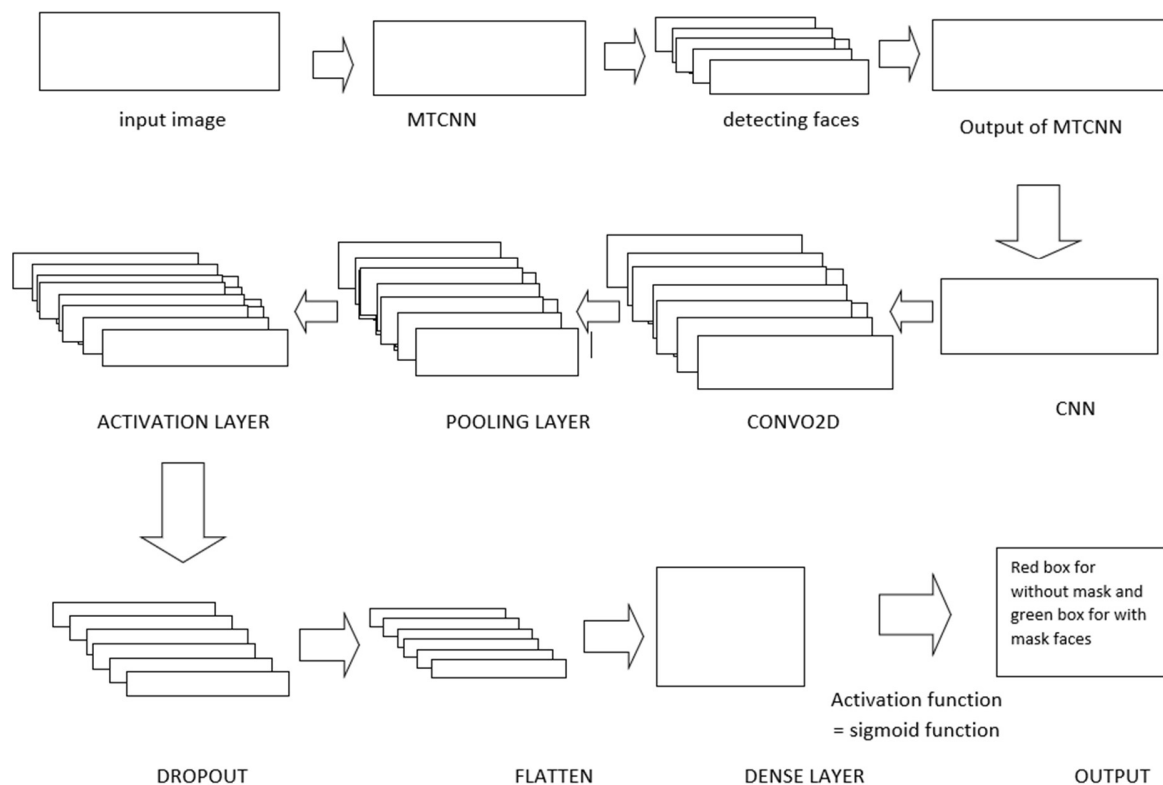 input image
MTCNN
detecting faces
Output of MTCNN
ACTIVATION LAYER
POOLING LAYER
CONVO2D
CNN
Red box for
without mask and
green box for with
mask faces
Activation function
= sigmoid function
DROPOUT
FLATTEN
DENSE LAYER
OUTPUT